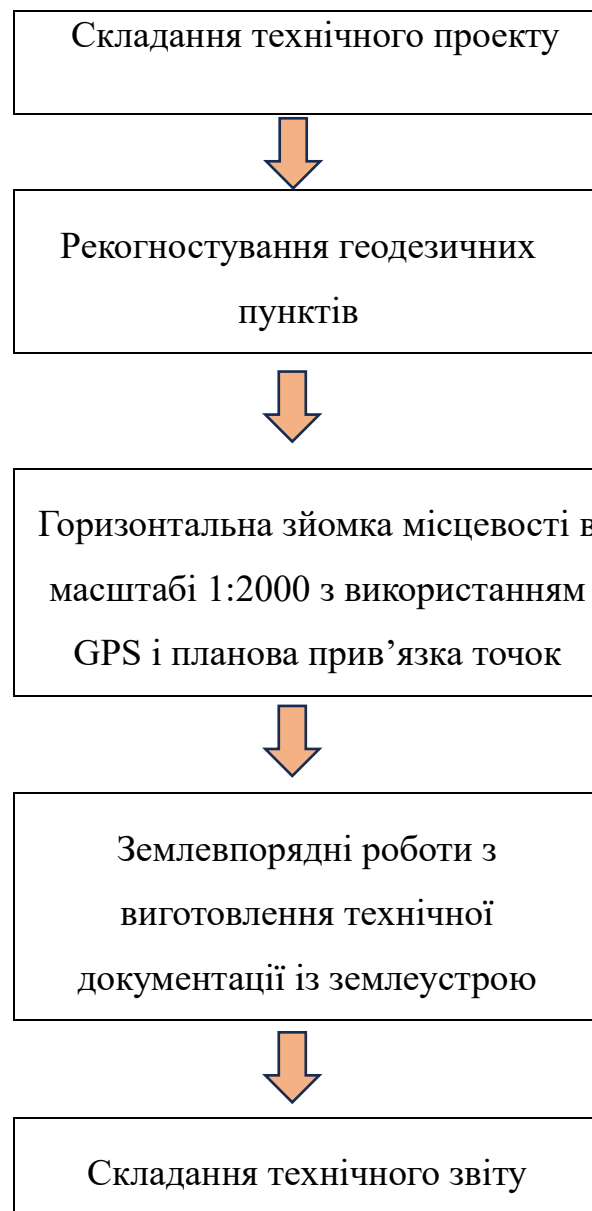 Складання технічного проекту
Рекогностування геодезичних
пунктів
Горизонтальна зйомка місцевості в
масштабі 1:2000 з використанням
GPS і планова прив’язка точок
Землевпорядні роботи з
виготовлення технічної
документації із землеустрою
Складання технічного звіту